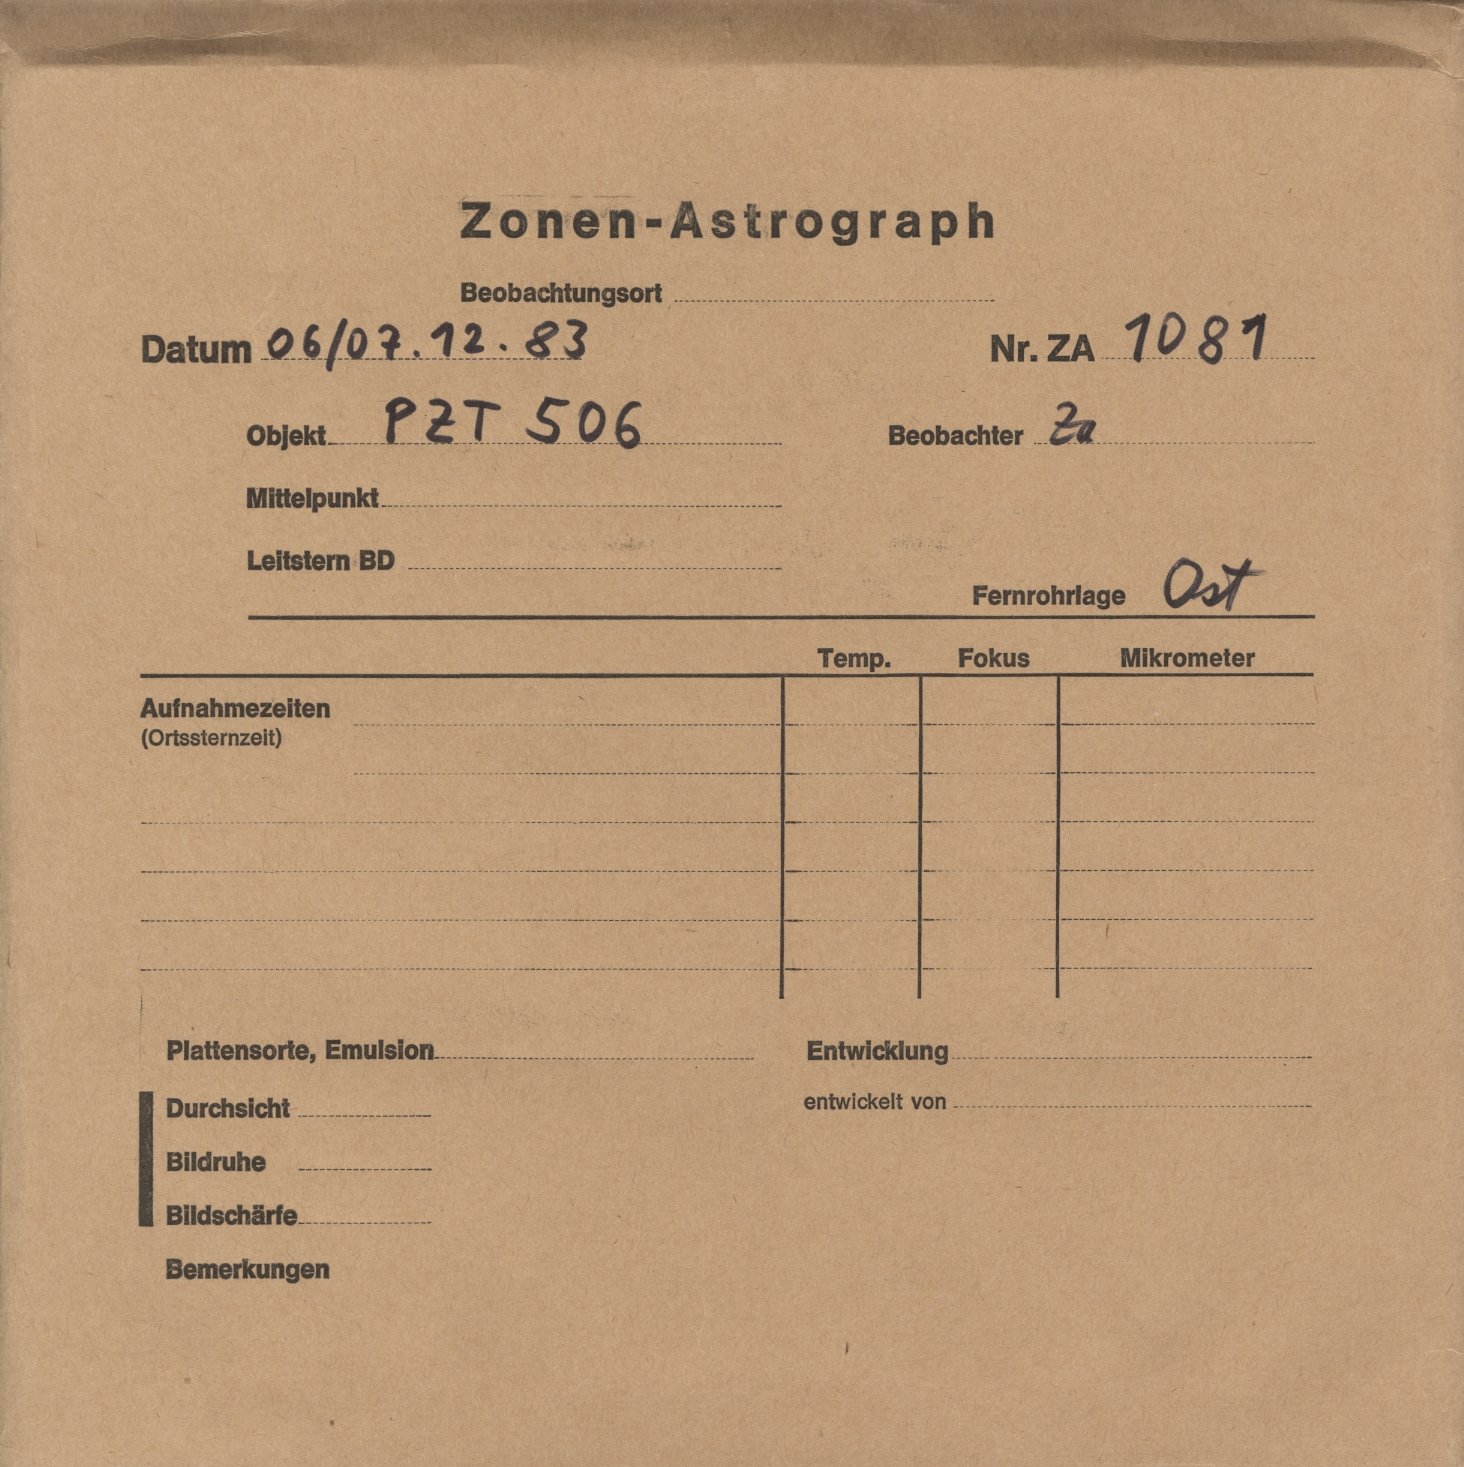 Zonen-Astrograph
Beobachtungsort
Datum 06/07.12.83 Nr. ZA 1081
Objekt PZT 506 Beobachter Za
Mittelpunkt
Leitstern BD
Fernrohrlage Ost
Temp. Fokus Mikrometer
Aufnahmezeiten
(Ortssternzeit)
Plattensorte, Emulsion Entwicklung
Durchsicht entwickelt von
Bildruhe
Bildschärfe
Bemerkungen